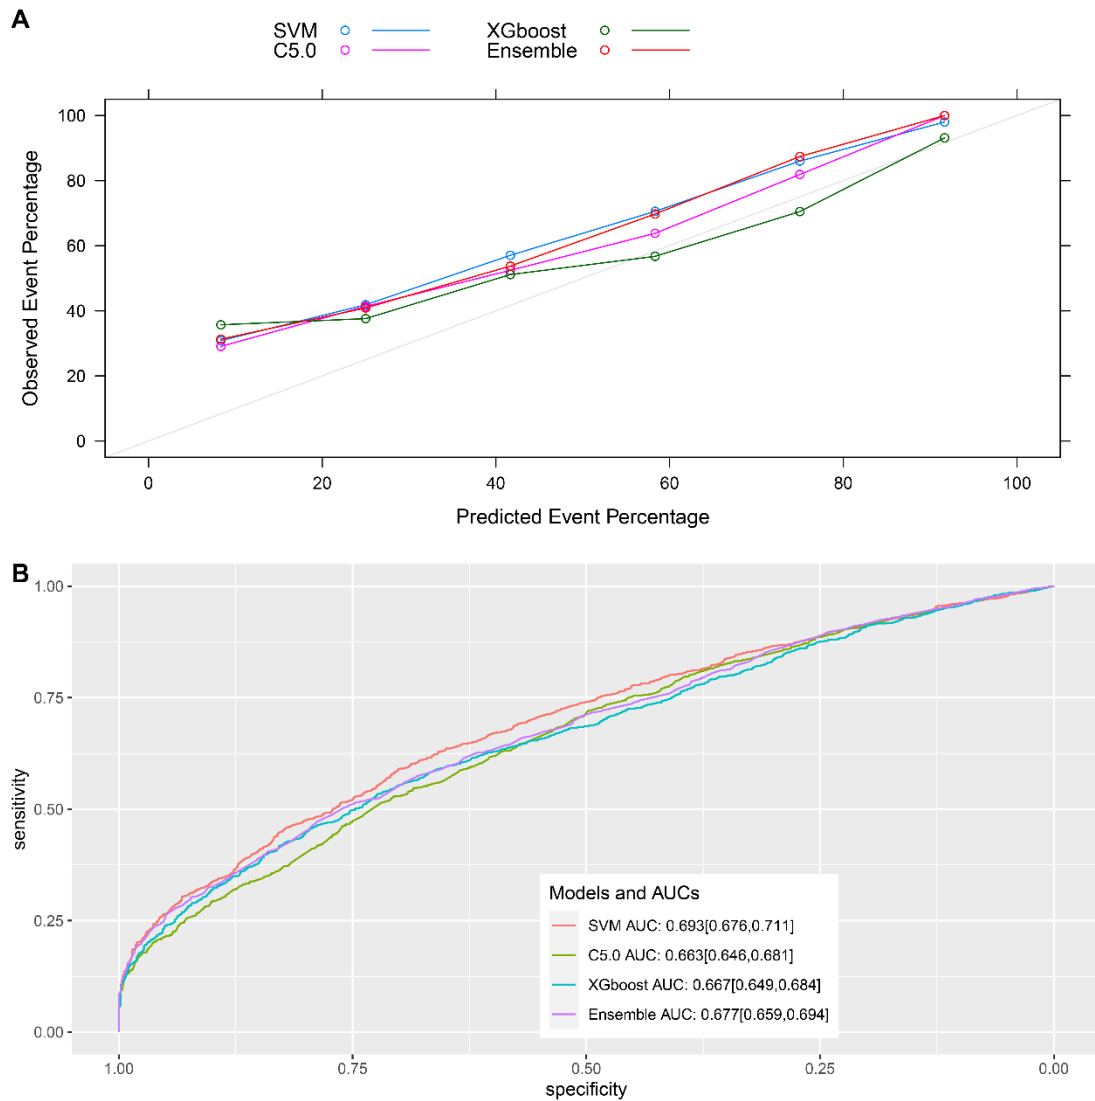 A
SVM XGboost
C5.0 Ensemble
100
80
60
40
20
0
Observed Event Percentage
0 20 40 60 80 100
Predicted Event Percentage
B
1.00
0.75
0.50
0.25
0.00
sensitivity
Models and AUCs
SVM AUC: 0.693[0.676,0.711]
C5.0 AUC: 0.663[0.646,0.681]
XGboost AUC: 0.667[0.649,0.684]
Ensemble AUC: 0.677[0.659,0.694]
1.00 0.75 0.50 0.25 0.00
specificity